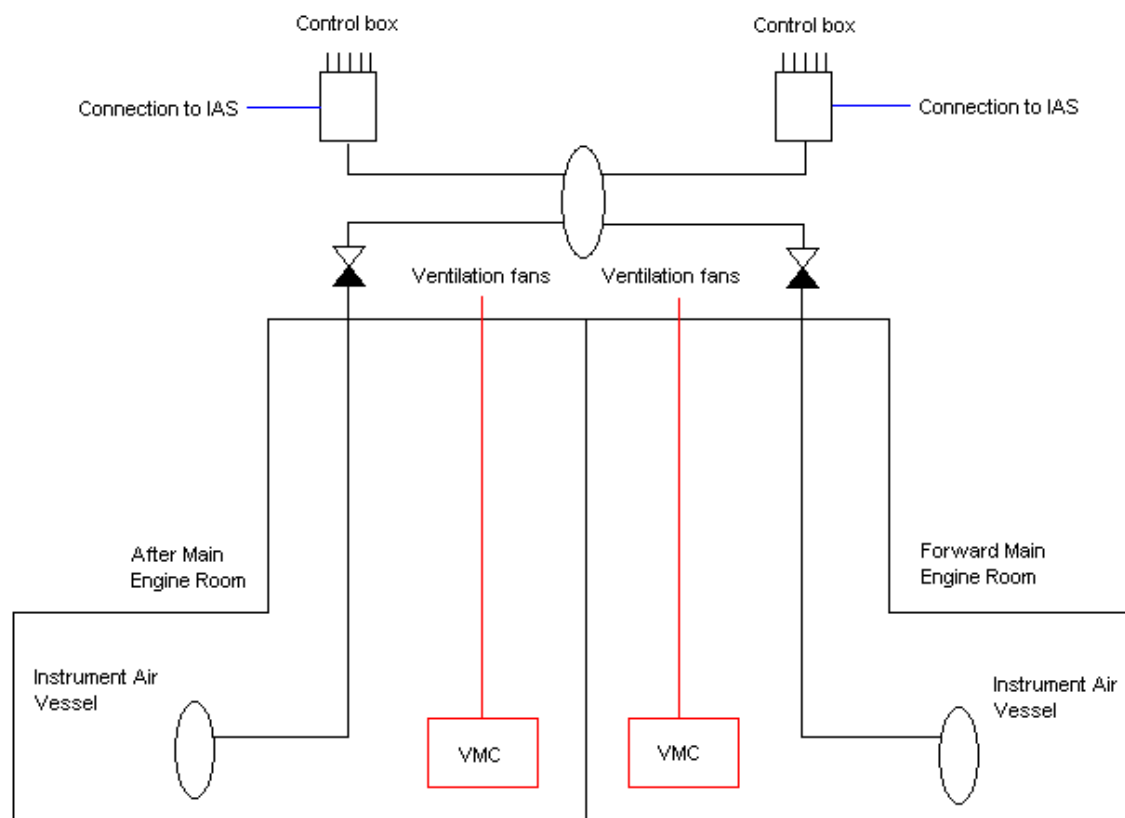 Control box
Control box
Connection to IAS
Connection to IAS
Ventilation fans
Ventilation fans
After Main
Engine Room
Forward Main
Engine Room
Instrument Air
Vessel
Instrument Air
Vessel
VMC
VMC